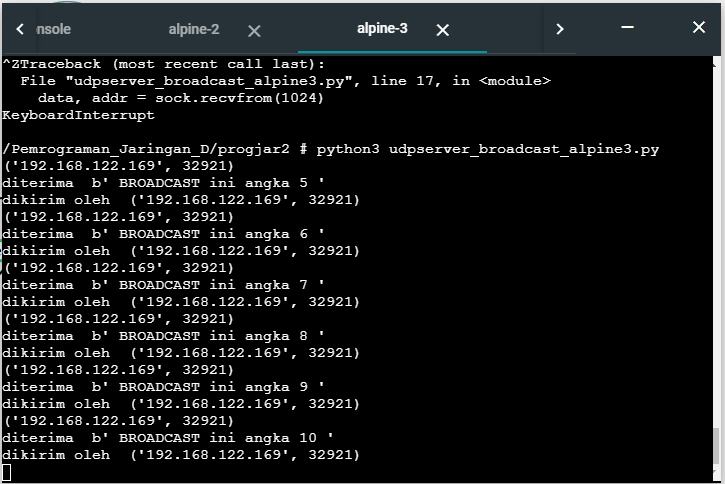 nsole
alpine-2
alpine-3
^ZTraceback (most recent call last):
File "udpserver_broadcast_alpine3.py", line 17, in <module>
data, addr = sock.recvfrom(1024)
KeyboardInterrupt
/Pemrograman_Jaringan_D/progjar2 # python3 udpserver_broadcast_alpine3.py
('192.168.122.169', 32921)
diterima  b' BROADCAST ini angka 5 '
dikirim oleh  ('192.168.122.169', 32921)
('192.168.122.169', 32921)
diterima  b' BROADCAST ini angka 6 '
dikirim oleh  ('192.168.122.169', 32921)
('192.168.122.169', 32921)
diterima  b' BROADCAST ini angka 7 '
dikirim oleh  ('192.168.122.169', 32921)
('192.168.122.169', 32921)
diterima  b' BROADCAST ini angka 8 '
dikirim oleh  ('192.168.122.169', 32921)
('192.168.122.169', 32921)
diterima  b' BROADCAST ini angka 9 '
dikirim oleh  ('192.168.122.169', 32921)
('192.168.122.169', 32921)
diterima  b' BROADCAST ini angka 10 '
dikirim oleh  ('192.168.122.169', 32921)